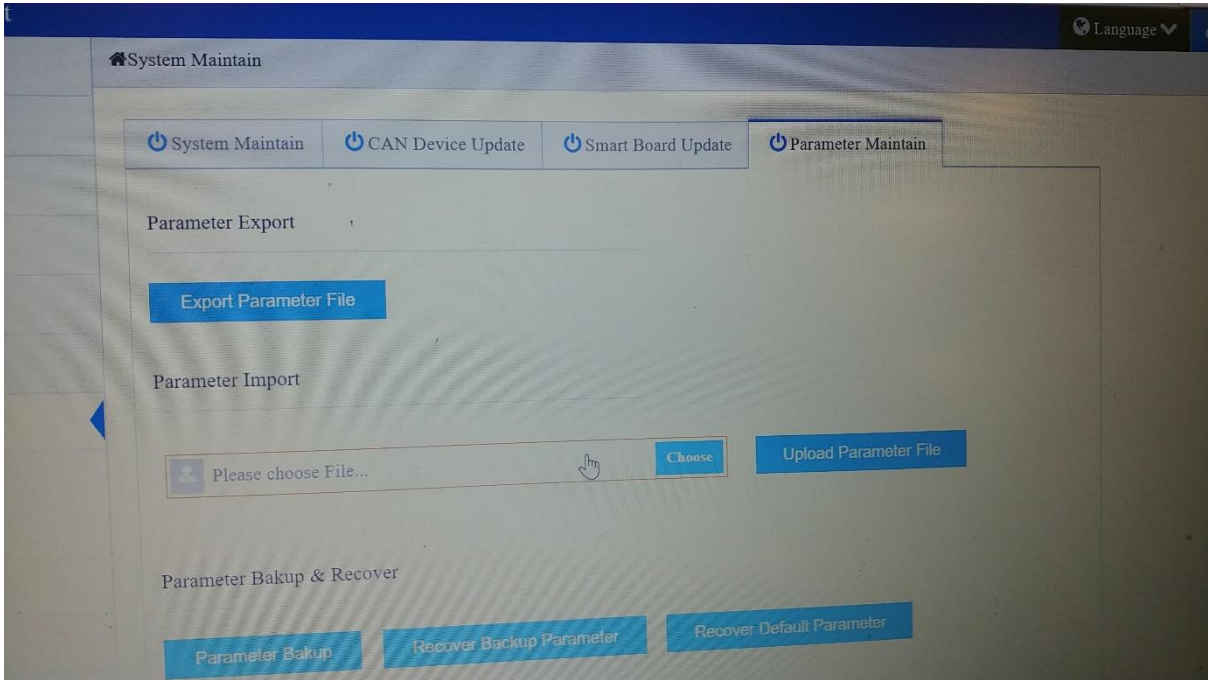 t
Language
System Maintain
System Maintain CAN Device Update Smart Board Update Parameter Maintain
Parameter Export
Export Parameter File
Parameter Import
Please choose File... Choose Upload Parameter File
Parameter Bakup & Recover
Parameter Bakup Recover Backup Parameter Recover Default Parameter